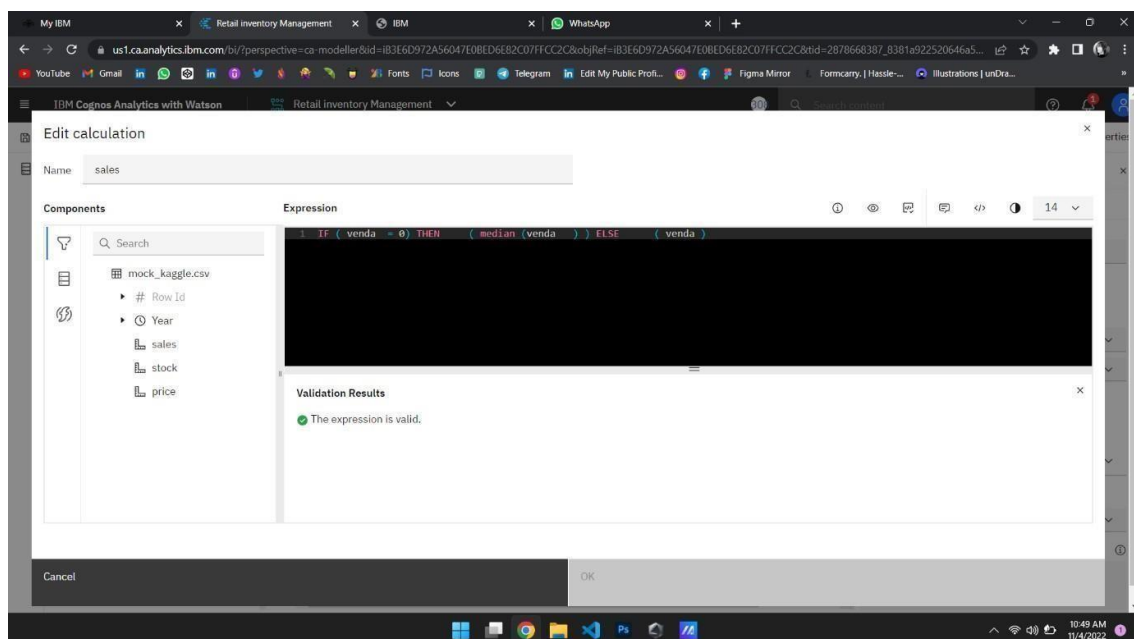 My IBM
Retail inventory Management
IBM
WhatsApp
us1.ca.analytics.ibm.com/bi/?perspective=ca-modeller&id=iB3E6D972A56047E0BED6E82C07FFCC2C&objRef=iB3E6D972A56047E0BED6E82C07FFCC2C&tid=2878668387_8381a922520646a5...
YouTube Gmail Fonts Icons Telegram Edit My Public Profi... Figma Mirror Formcarry.| Hassle-... Illustrations | unDra... »
IBM Cognos Analytics with Watson Retail inventory Management Search content
Edit calculation
Name sales
Components
Expression
14
Search
1 IF ( venda = 0) THEN ( median (venda ) ) ELSE ( venda )
mock_kaggle.csv
# Row Id
Year
sales
stock
price
Validation Results
The expression is valid.
Cancel
OK
10:49 AM
11/4/2022